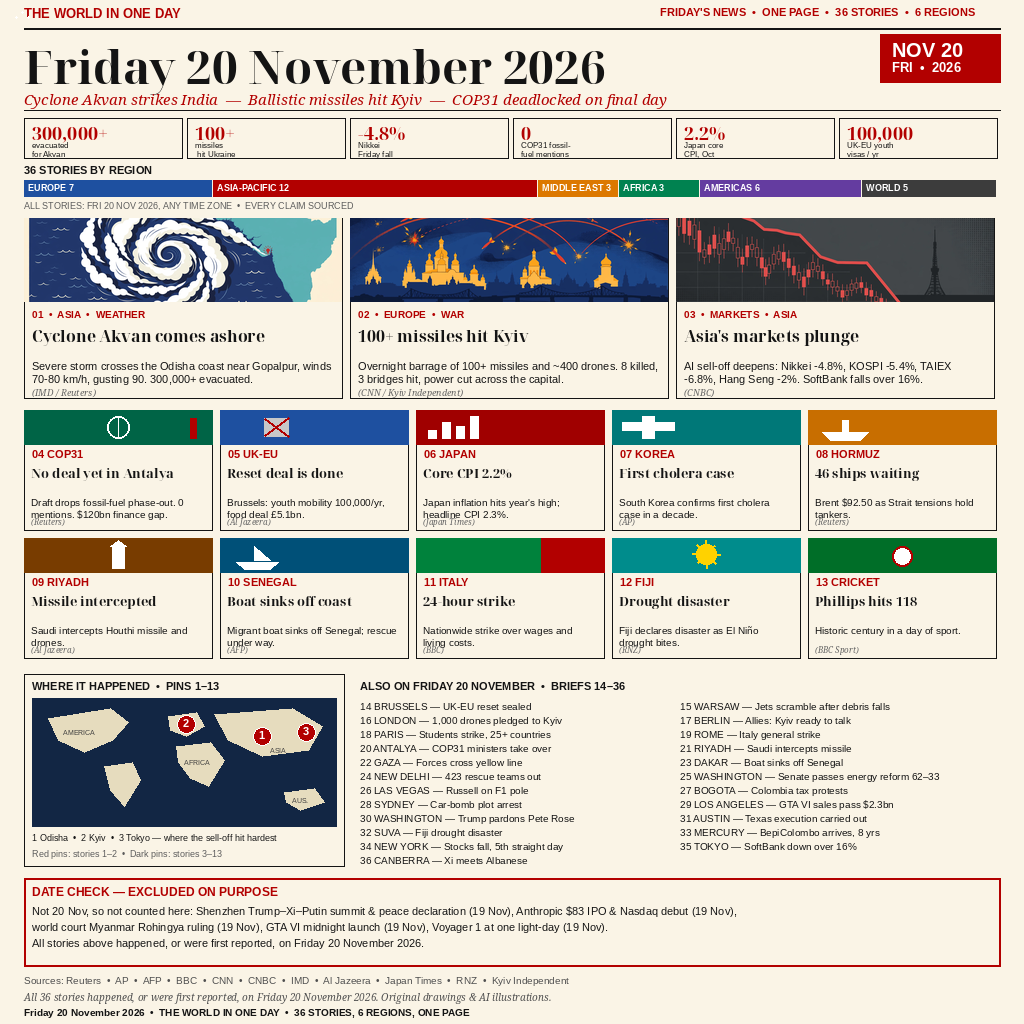 THE WORLD IN ONE DAY
FRIDAY'S NEWS • ONE PAGE • 36 STORIES • 6 REGIONS
Friday 20 November 2026
NOV 20
FRI • 2026
Cyclone Akvan strikes India — Ballistic missiles hit Kyiv — COP31 deadlocked on final day
300,000+
evacuated
for Akvan
100+
missiles
hit Ukraine
-4.8%
Nikkei
Friday fall
0
COP31 fossil-
fuel mentions
2.2%
Japan core
CPI, Oct
100,000
UK-EU youth
visas / yr
36 STORIES BY REGION
EUROPE 7
ASIA-PACIFIC 12
MIDDLE EAST 3
AFRICA 3
AMERICAS 6
WORLD 5
ALL STORIES: FRI 20 NOV 2026, ANY TIME ZONE • EVERY CLAIM SOURCED
01 • ASIA • WEATHER
Cyclone Akvan comes ashore
Severe storm crosses the Odisha coast near Gopalpur, winds
70-80 km/h, gusting 90. 300,000+ evacuated.
(IMD / Reuters)
02 • EUROPE • WAR
100+ missiles hit Kyiv
Overnight barrage of 100+ missiles and ~400 drones. 8 killed,
3 bridges hit, power cut across the capital.
(CNN / Kyiv Independent)
03 • MARKETS • ASIA
Asia's markets plunge
AI sell-off deepens: Nikkei -4.8%, KOSPI -5.4%, TAIEX
-6.8%, Hang Seng -2%. SoftBank falls over 16%.
(CNBC)
04 COP31
No deal yet in Antalya
Draft drops fossil-fuel phase-out. 0
mentions. $120bn finance gap.
(Reuters)
05 UK-EU
Reset deal is done
Brussels: youth mobility 100,000/yr,
food deal £5.1bn.
(Al Jazeera)
06 JAPAN
Core CPI 2.2%
Japan inflation hits year's high;
headline CPI 2.3%.
(Japan Times)
07 KOREA
First cholera case
South Korea confirms first cholera
case in a decade.
(AP)
08 HORMUZ
46 ships waiting
Brent $92.50 as Strait tensions hold
tankers.
(Reuters)
09 RIYADH
Missile intercepted
Saudi intercepts Houthi missile and
drones.
(Al Jazeera)
10 SENEGAL
Boat sinks off coast
Migrant boat sinks off Senegal; rescue
under way.
(AFP)
11 ITALY
24-hour strike
Nationwide strike over wages and
living costs.
(BBC)
12 FIJI
Drought disaster
Fiji declares disaster as El Niño
drought bites.
(RNZ)
13 CRICKET
Phillips hits 118
Historic century in a day of sport.
(BBC Sport)
WHERE IT HAPPENED • PINS 1–13
AMERICA
2
1
3
ASIA
AFRICA
AUS.
1 Odisha • 2 Kyiv • 3 Tokyo — where the sell-off hit hardest
Red pins: stories 1–2 • Dark pins: stories 3–13
ALSO ON FRIDAY 20 NOVEMBER • BRIEFS 14–36
14 BRUSSELS — UK-EU reset sealed
15 WARSAW — Jets scramble after debris falls
16 LONDON — 1,000 drones pledged to Kyiv
17 BERLIN — Allies: Kyiv ready to talk
18 PARIS — Students strike, 25+ countries
19 ROME — Italy general strike
20 ANTALYA — COP31 ministers take over
21 RIYADH — Saudi intercepts missile
22 GAZA — Forces cross yellow line
23 DAKAR — Boat sinks off Senegal
24 NEW DELHI — 423 rescue teams out
25 WASHINGTON — Senate passes energy reform 62–33
26 LAS VEGAS — Russell on F1 pole
27 BOGOTA — Colombia tax protests
28 SYDNEY — Car-bomb plot arrest
29 LOS ANGELES — GTA VI sales pass $2.3bn
30 WASHINGTON — Trump pardons Pete Rose
31 AUSTIN — Texas execution carried out
32 SUVA — Fiji drought disaster
33 MERCURY — BepiColombo arrives, 8 yrs
34 NEW YORK — Stocks fall, 5th straight day
35 TOKYO — SoftBank down over 16%
36 CANBERRA — Xi meets Albanese
DATE CHECK — EXCLUDED ON PURPOSE
Not 20 Nov, so not counted here: Shenzhen Trump–Xi–Putin summit & peace declaration (19 Nov), Anthropic $83 IPO & Nasdaq debut (19 Nov),
world court Myanmar Rohingya ruling (19 Nov), GTA VI midnight launch (19 Nov), Voyager 1 at one light-day (19 Nov).
All stories above happened, or were first reported, on Friday 20 November 2026.
Sources: Reuters • AP • AFP • BBC • CNN • CNBC • IMD • Al Jazeera • Japan Times • RNZ • Kyiv Independent
All 36 stories happened, or were first reported, on Friday 20 November 2026. Original drawings & AI illustrations.
Friday 20 November 2026 • THE WORLD IN ONE DAY • 36 STORIES, 6 REGIONS, ONE PAGE